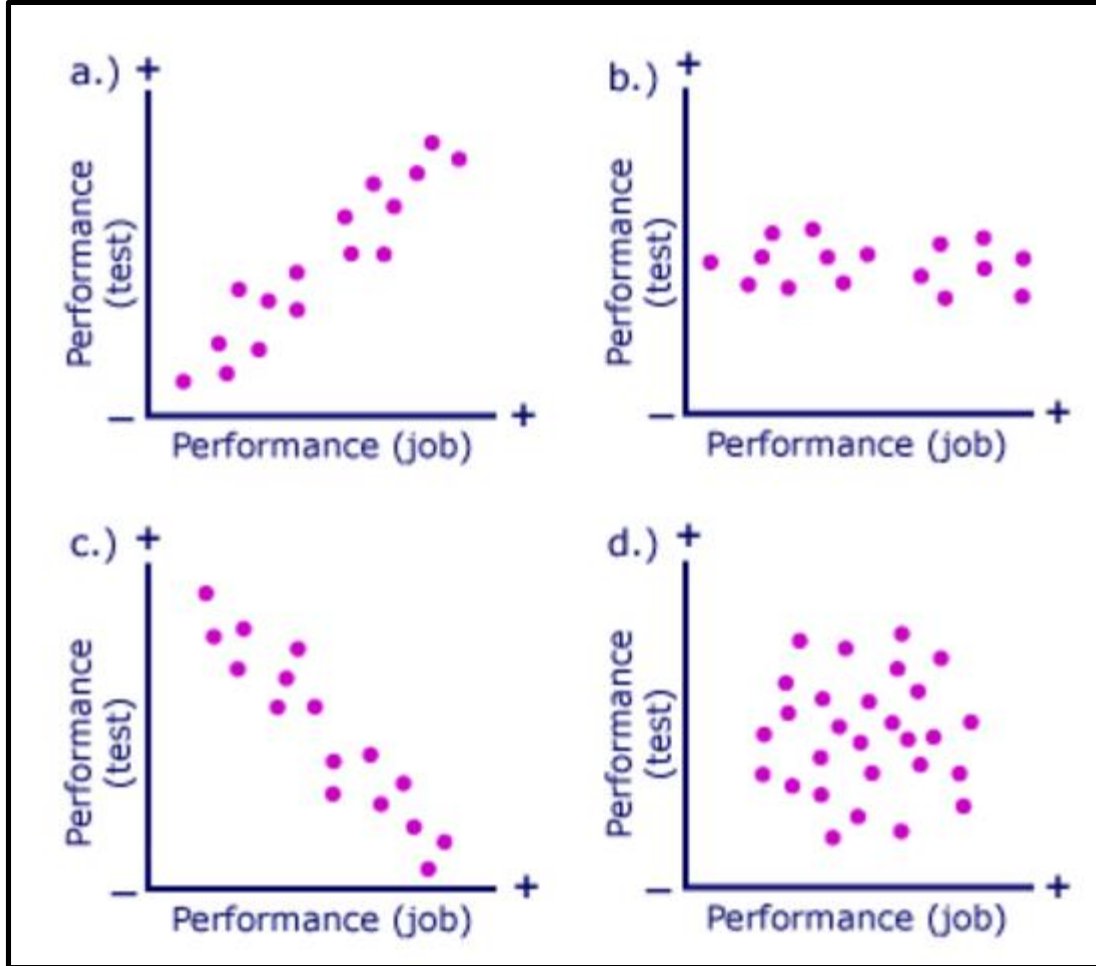 a.) +
Performance
(test)
– +
Performance (job)
b.) +
Performance
(test)
– +
Performance (job)
c.) +
Performance
(test)
– +
Performance (job)
d.) +
Performance
(test)
– +
Performance (job)